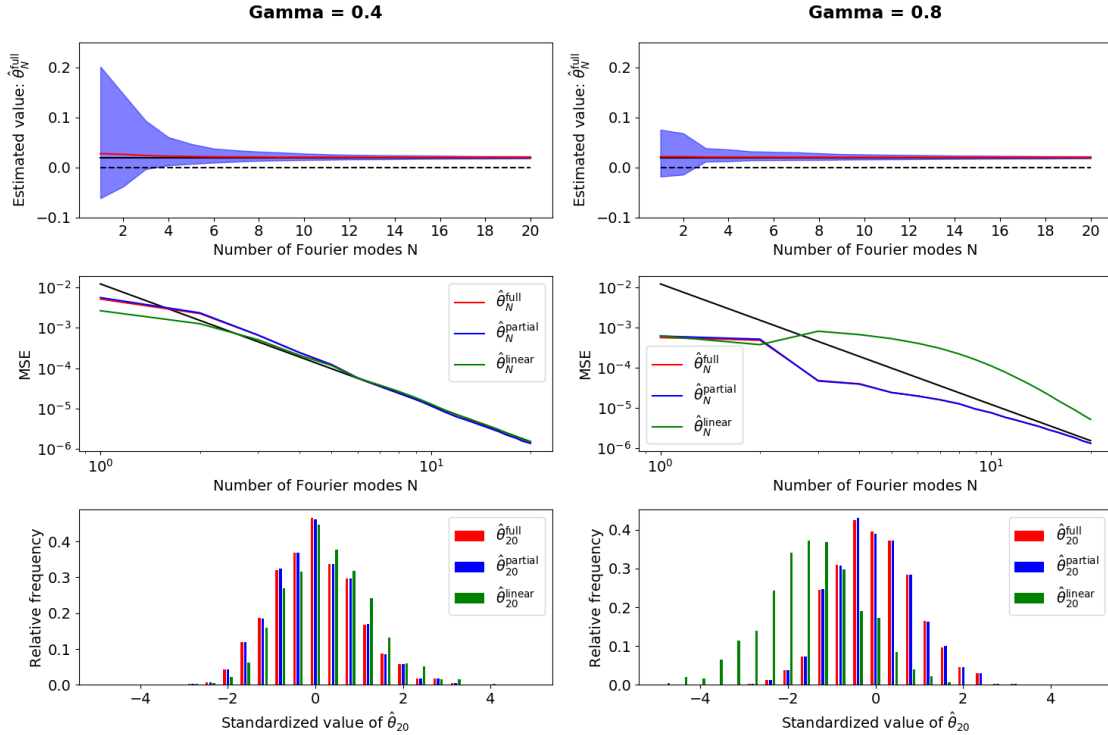 Gamma = 0.4
Gamma = 0.8
Estimated value: θ̂_N^full
0.2
0.1
0.0
−0.1
2 4 6 8 10 12 14 16 18 20
Number of Fourier modes N
Estimated value: θ̂_N^full
0.2
0.1
0.0
−0.1
2 4 6 8 10 12 14 16 18 20
Number of Fourier modes N
MSE
10⁻²
10⁻³
10⁻⁴
10⁻⁵
10⁻⁶
θ̂_N^full
θ̂_N^partial
θ̂_N^linear
10⁰ 10¹
Number of Fourier modes N
MSE
10⁻²
10⁻³
10⁻⁴
10⁻⁵
10⁻⁶
θ̂_N^full
θ̂_N^partial
θ̂_N^linear
10⁰ 10¹
Number of Fourier modes N
Relative frequency
0.4
0.3
0.2
0.1
0.0
θ̂_20^full
θ̂_20^partial
θ̂_20^linear
−4 −2 0 2 4
Standardized value of θ̂_20
Relative frequency
0.4
0.3
0.2
0.1
0.0
θ̂_20^full
θ̂_20^partial
θ̂_20^linear
−4 −2 0 2 4
Standardized value of θ̂_20